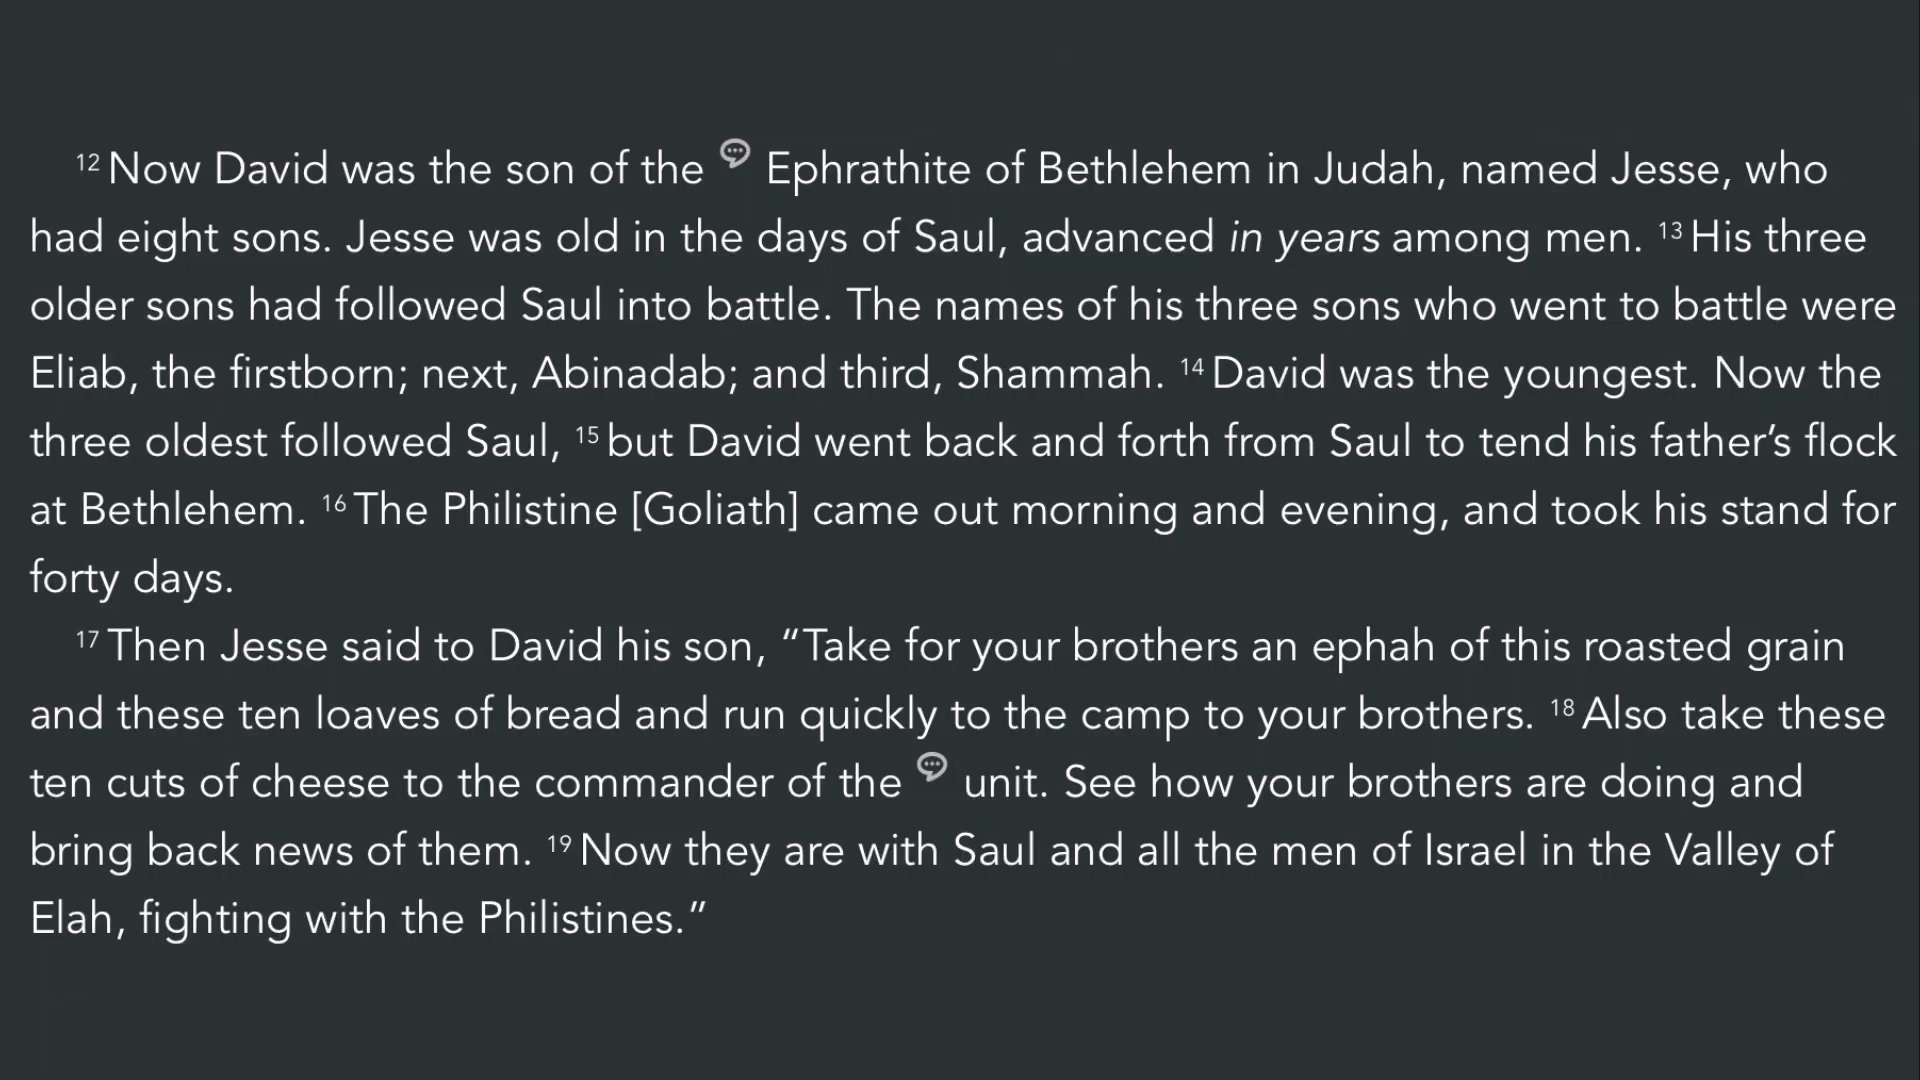 12 Now David was the son of the Ephrathite of Bethlehem in Judah, named Jesse, who
had eight sons. Jesse was old in the days of Saul, advanced in years among men. 13 His three
older sons had followed Saul into battle. The names of his three sons who went to battle were
Eliab, the firstborn; next, Abinadab; and third, Shammah. 14 David was the youngest. Now the
three oldest followed Saul, 15 but David went back and forth from Saul to tend his father’s flock
at Bethlehem. 16 The Philistine [Goliath] came out morning and evening, and took his stand for
forty days.
17 Then Jesse said to David his son, “Take for your brothers an ephah of this roasted grain
and these ten loaves of bread and run quickly to the camp to your brothers. 18 Also take these
ten cuts of cheese to the commander of the unit. See how your brothers are doing and
bring back news of them. 19 Now they are with Saul and all the men of Israel in the Valley of
Elah, fighting with the Philistines.”